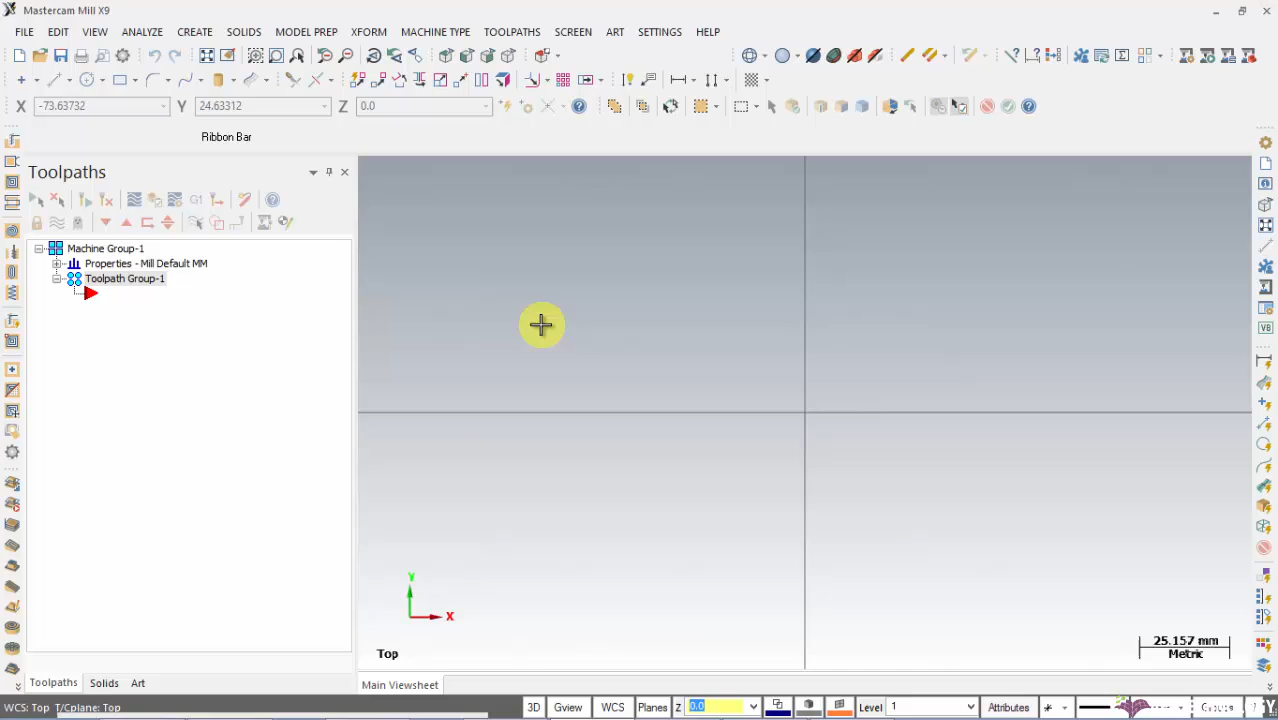 Mastercam Mill X9
FILE EDIT VIEW ANALYZE CREATE SOLIDS MODEL PREP XFORM MACHINE TYPE TOOLPATHS SCREEN ART SETTINGS HELP
X -73.63732 Y 24.63312 Z 0.0
Ribbon Bar
Toolpaths
G1
Machine Group-1
Properties - Mill Default MM
Toolpath Group-1
VB
Y
X
Top
25.157 mm
Metric
Toolpaths Solids Art
Main Viewsheet
WCS: Top T/Cplane: Top
3D Gview WCS Planes Z 0.0 Level 1 Attributes